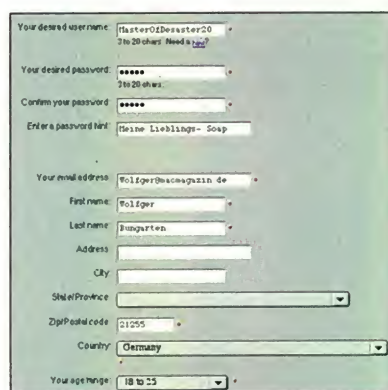 Your desired user name: MasterOfDesaster20 *
3 to 20 chars. Need a hint?
Your desired password: ••••• *
3 to 20 chars.
Confirm your password: ••••• *
Enter a password hint: Meine Lieblings- Soap
Your email address: Wolfger@macmagazin.de *
First name: Wolfger *
Last name: Bungarten *
Address:
City:
State/Province
Zip/Postal code: 21255 *
Country: Germany
*
Your age range: 18 to 25 *